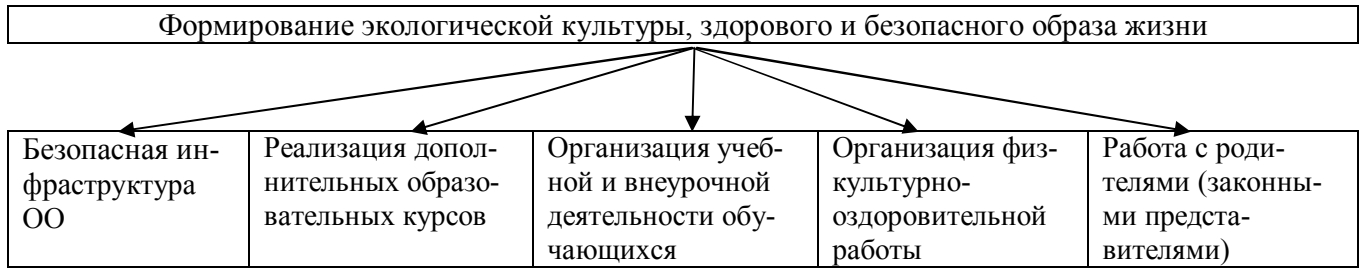 Формирование экологической культуры, здорового и безопасного образа жизни
Безопасная ин-
фраструктура
ОО
Реализация допол-
нительных образо-
вательных курсов
Организация учеб-
ной и внеурочной
деятельности обу-
чающихся
Организация физ-
культурно-
оздоровительной
работы
Работа с роди-
телями (законны-
ми предста-
вителями)